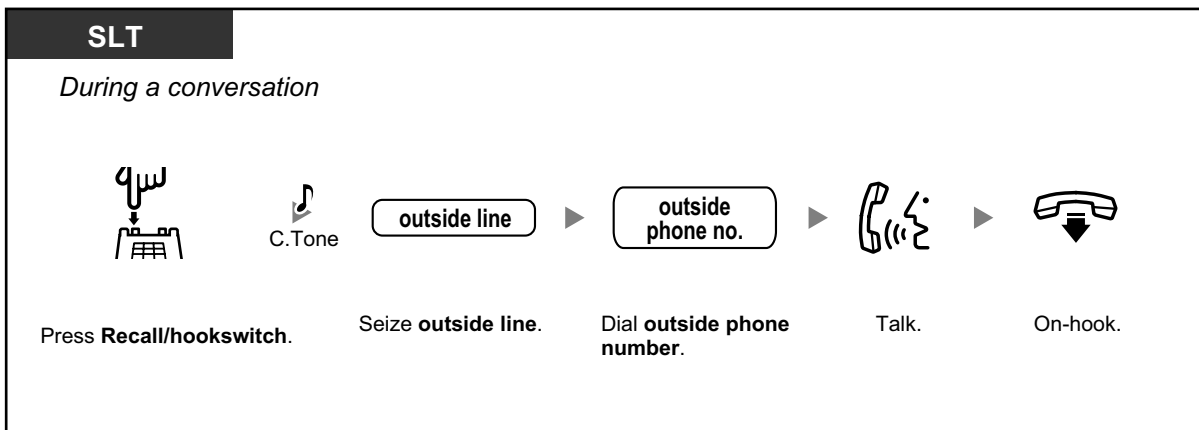 SLT
During a conversation
C.Tone
outside line
outside
phone no.
Press Recall/hookswitch.
Seize outside line.
Dial outside phone
number.
Talk.
On-hook.